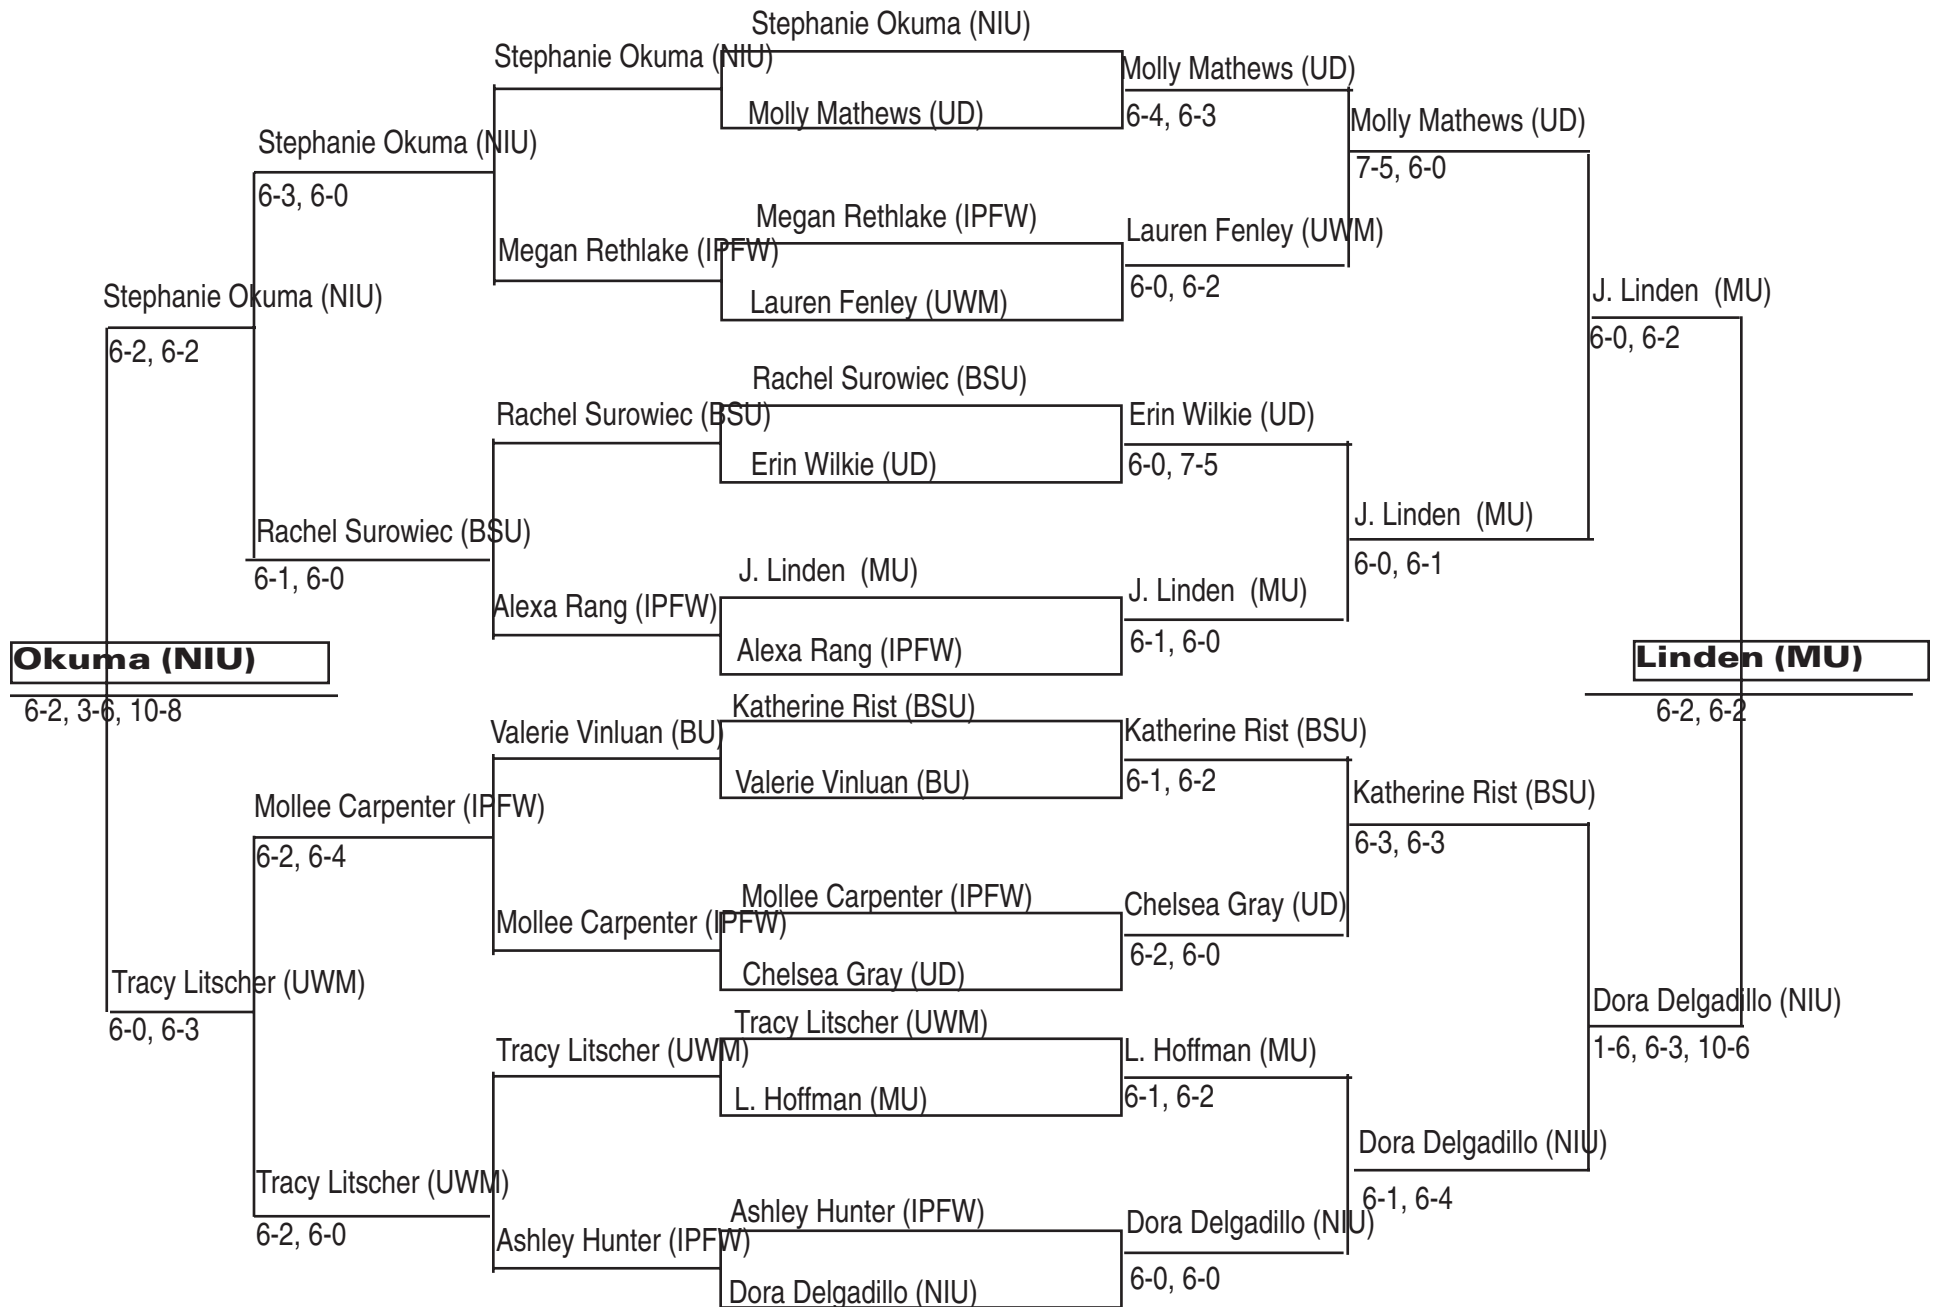 Stephanie Okuma (NIU)
Stephanie Okuma (NIU)
Molly Mathews (UD)
Molly Mathews (UD)
6-4, 6-3
Molly Mathews (UD)
Stephanie Okuma (NIU)
7-5, 6-0
6-3, 6-0
Megan Rethlake (IPFW)
Lauren Fenley (UWM)
Megan Rethlake (IPFW)
6-0, 6-2
Stephanie Okuma (NIU)
Lauren Fenley (UWM)
J. Linden (MU)
6-2, 6-2
6-0, 6-2
Rachel Surowiec (BSU)
Rachel Surowiec (BSU)
Erin Wilkie (UD)
Erin Wilkie (UD)
6-0, 7-5
Rachel Surowiec (BSU)
J. Linden (MU)
6-1, 6-0
6-0, 6-1
J. Linden (MU)
J. Linden (MU)
Alexa Rang (IPFW)
6-1, 6-0
Alexa Rang (IPFW)
Okuma (NIU)
Linden (MU)
6-2, 3-6, 10-8
6-2, 6-2
Katherine Rist (BSU)
Valerie Vinluan (BU)
Katherine Rist (BSU)
Valerie Vinluan (BU)
6-1, 6-2
Mollee Carpenter (IPFW)
Katherine Rist (BSU)
6-2, 6-4
6-3, 6-3
Mollee Carpenter (IPFW)
Chelsea Gray (UD)
Mollee Carpenter (IPFW)
6-2, 6-0
Chelsea Gray (UD)
Tracy Litscher (UWM)
Dora Delgadillo (NIU)
6-0, 6-3
Tracy Litscher (UWM)
Tracy Litscher (UWM)
L. Hoffman (MU)
1-6, 6-3, 10-6
L. Hoffman (MU)
6-1, 6-2
Dora Delgadillo (NIU)
Tracy Litscher (UWM)
6-1, 6-4
6-2, 6-0
Ashley Hunter (IPFW)
Dora Delgadillo (NIU)
Ashley Hunter (IPFW)
6-0, 6-0
Dora Delgadillo (NIU)